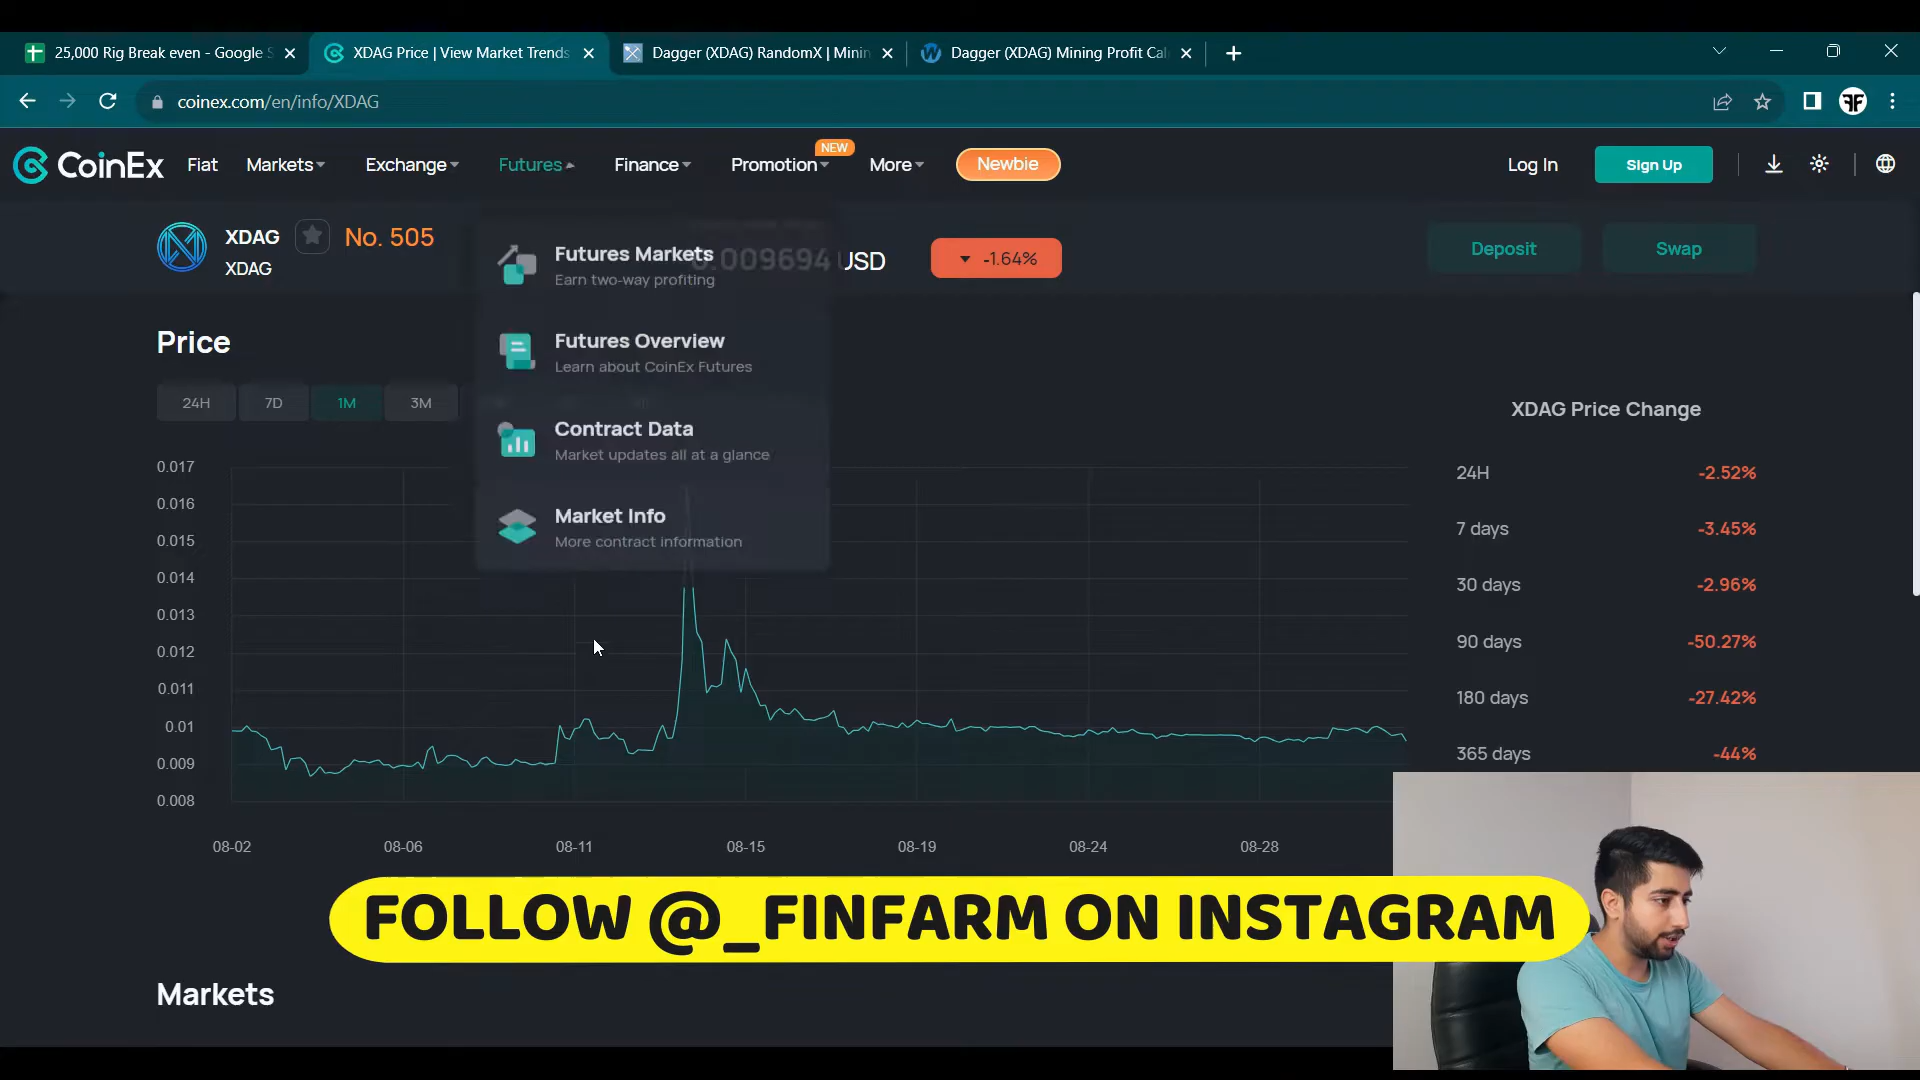 25,000 Rig Break even - Google S
XDAG Price | View Market Trends
Dagger (XDAG) RandomX | Minin
Dagger (XDAG) Mining Profit Cal
coinex.com/en/info/XDAG
CoinEx
Fiat
Markets
Exchange
Futures
Finance
Promotion
NEW
More
Newbie
Log In
Sign Up
XDAG
No. 505
XDAG
0.009694 USD
-1.64%
Deposit
Swap
Futures Markets
Earn two-way profiting
Futures Overview
Learn about CoinEx Futures
Contract Data
Market updates all at a glance
Market Info
More contract information
Price
24H
7D
1M
3M
XDAG Price Change
24H -2.52%
7 days -3.45%
30 days -2.96%
90 days -50.27%
180 days -27.42%
365 days -44%
0.017
0.016
0.015
0.014
0.013
0.012
0.011
0.01
0.009
0.008
08-02
08-06
08-11
08-15
08-19
08-24
08-28
FOLLOW @_FINFARM ON INSTAGRAM
Markets